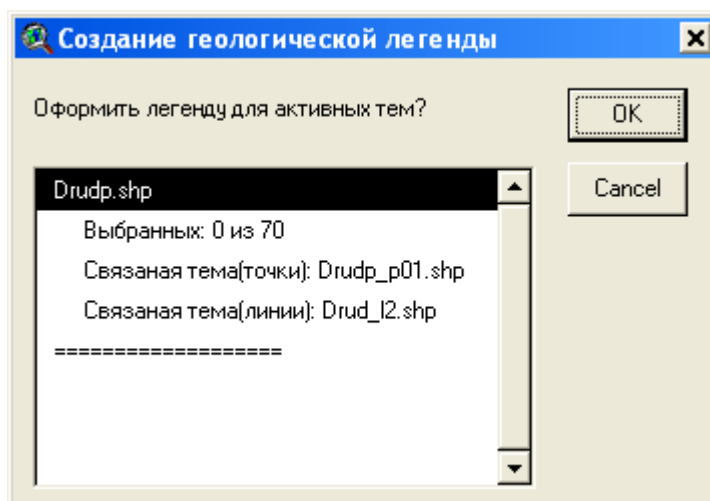 Создание геологической легенды
Оформить легенду для активных тем?
OK
Cancel
Drudp.shp
Выбранных: 0 из 70
Связаная тема(точки): Drudp_p01.shp
Связаная тема(линии): Drud_l2.shp
===================